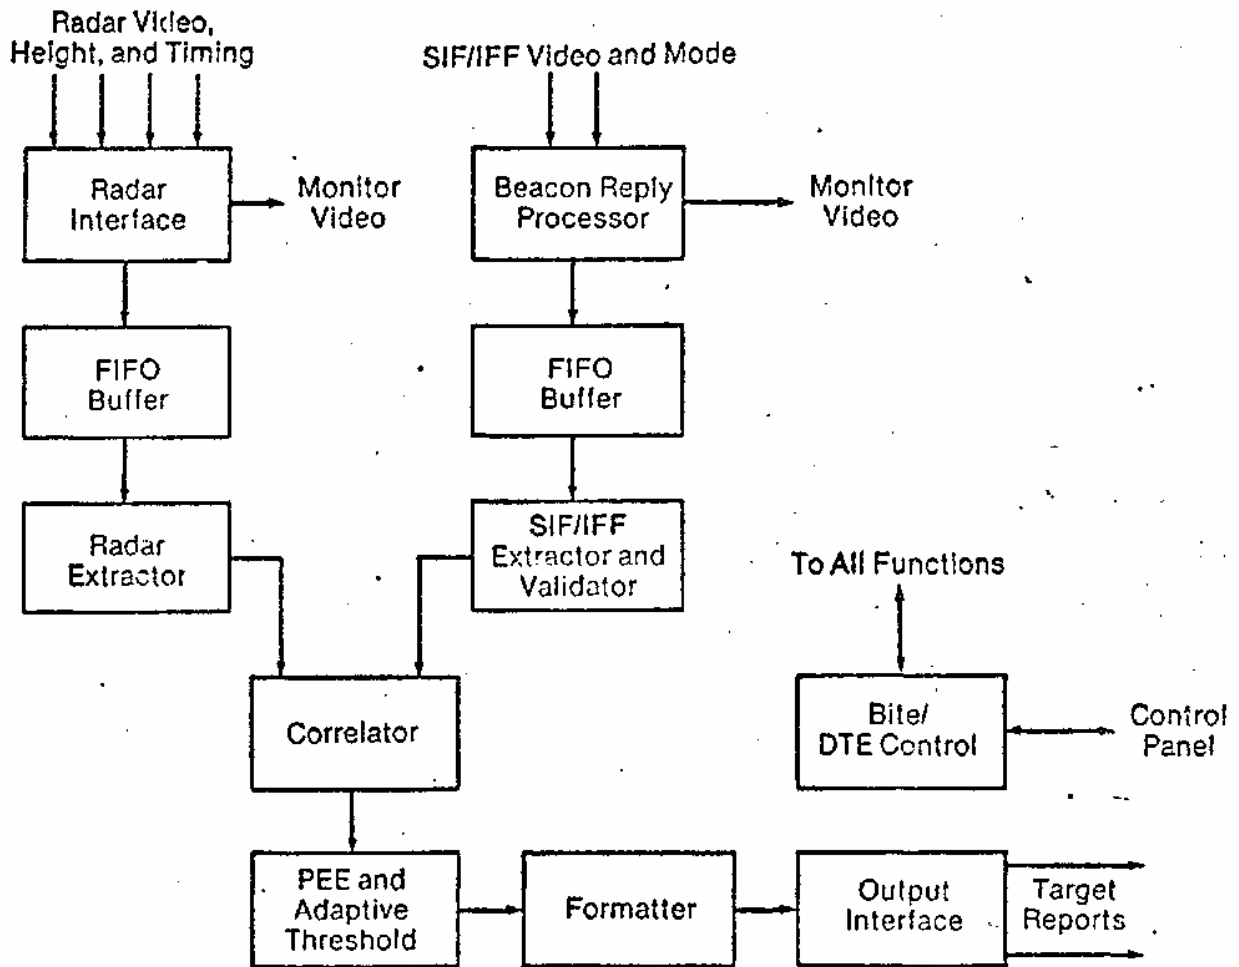 Radar Video,
Height, and Timing
SIF/IFF Video and Mode
Radar
Interface
Monitor
Video
Beacon Reply
Processor
Monitor
Video
FIFO
Buffer
FIFO
Buffer
Radar
Extractor
SIF/IFF
Extractor and
Validator
To All Functions
Correlator
Bite/
DTE Control
Control
Panel
PEE and
Adaptive
Threshold
Formatter
Output
Interface
Target
Reports